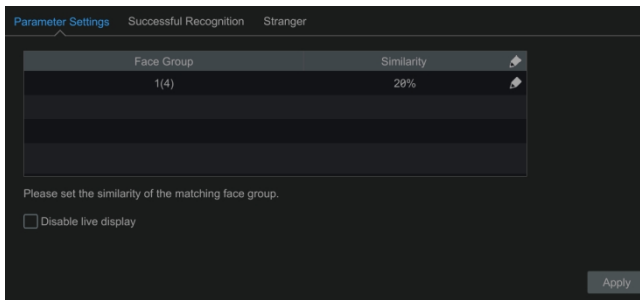 Parameter Settings Successful Recognition Stranger
Face Group Similarity
1(4) 20%
Please set the similarity of the matching face group.
Disable live display
Apply